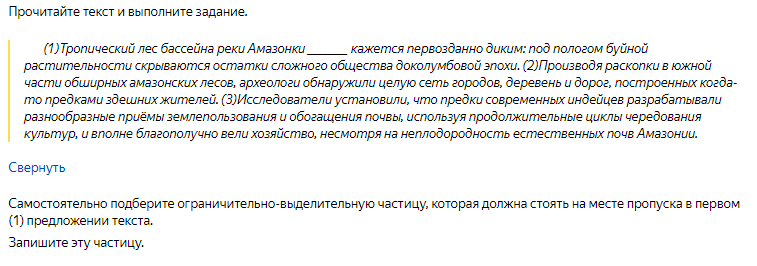 Прочитайте текст и выполните задание.
(1)Тропический лес бассейна реки Амазонки ______ кажется первозданно диким: под пологом буйной
растительности скрываются остатки сложного общества доколумбовой эпохи. (2)Производя раскопки в южной
части обширных амазонских лесов, археологи обнаружили целую сеть городов, деревень и дорог, построенных когда-
то предками здешних жителей. (3)Исследователи установили, что предки современных индейцев разрабатывали
разнообразные приёмы землепользования и обогащения почвы, используя продолжительные циклы чередования
культур, и вполне благополучно вели хозяйство, несмотря на неплодородность естественных почв Амазонии.
Свернуть
Самостоятельно подберите ограничительно-выделительную частицу, которая должна стоять на месте пропуска в первом
(1) предложении текста.
Запишите эту частицу.